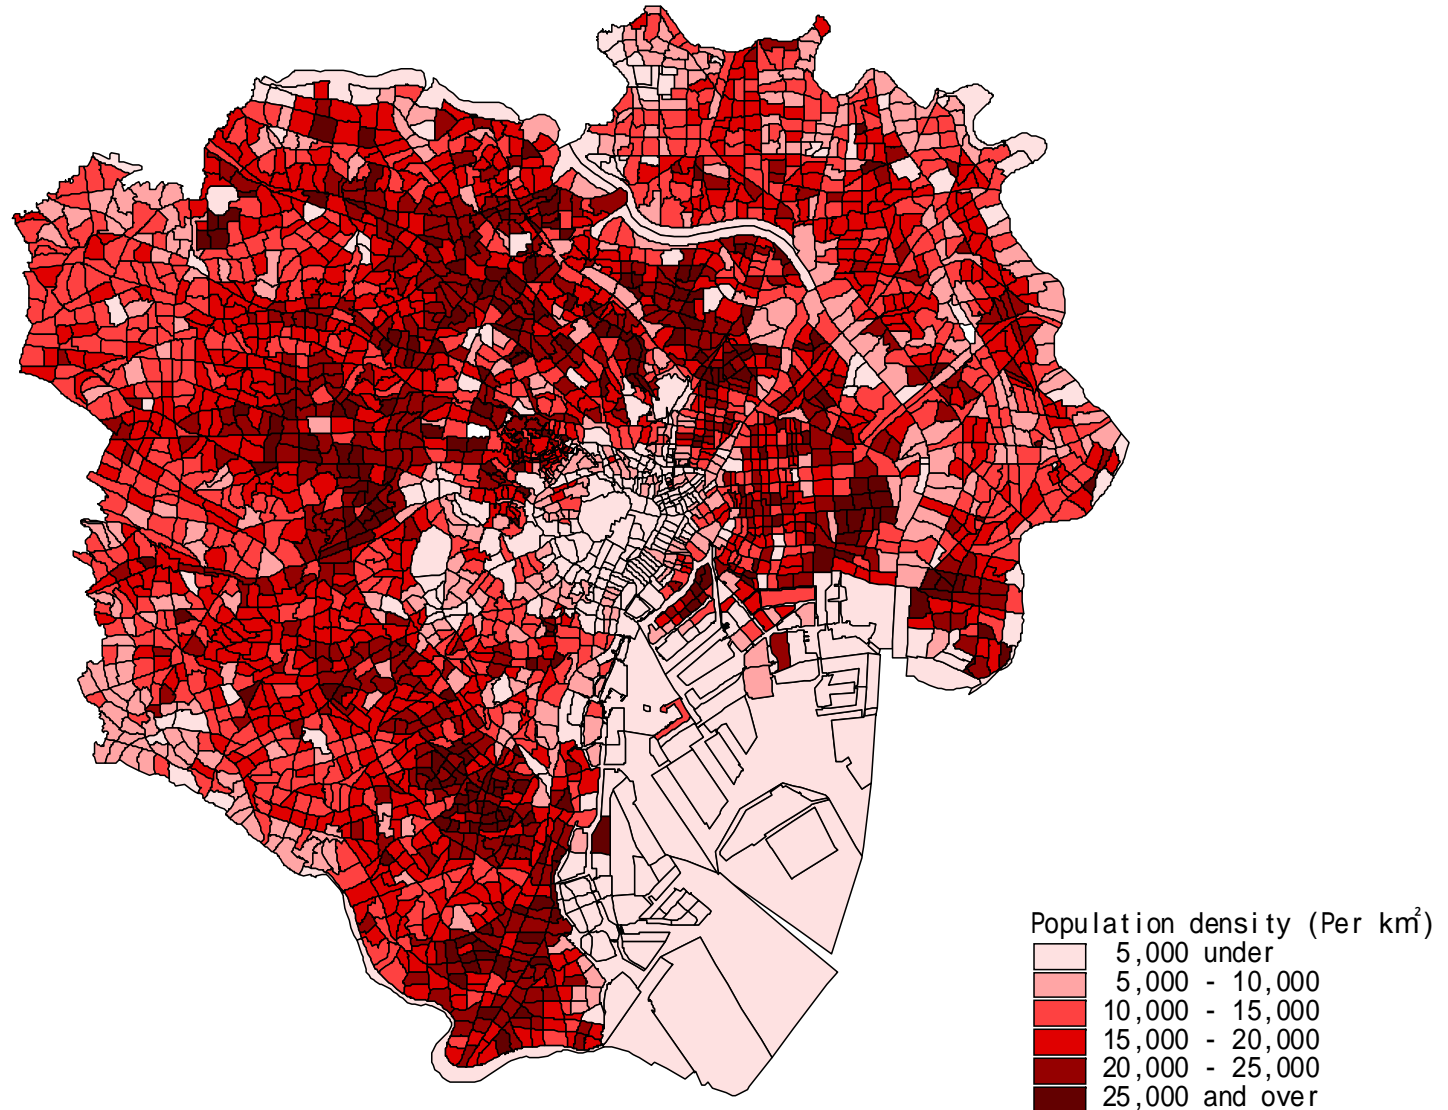 Population density (Per km²)
5,000 under
5,000 - 10,000
10,000 - 15,000
15,000 - 20,000
20,000 - 25,000
25,000 and over